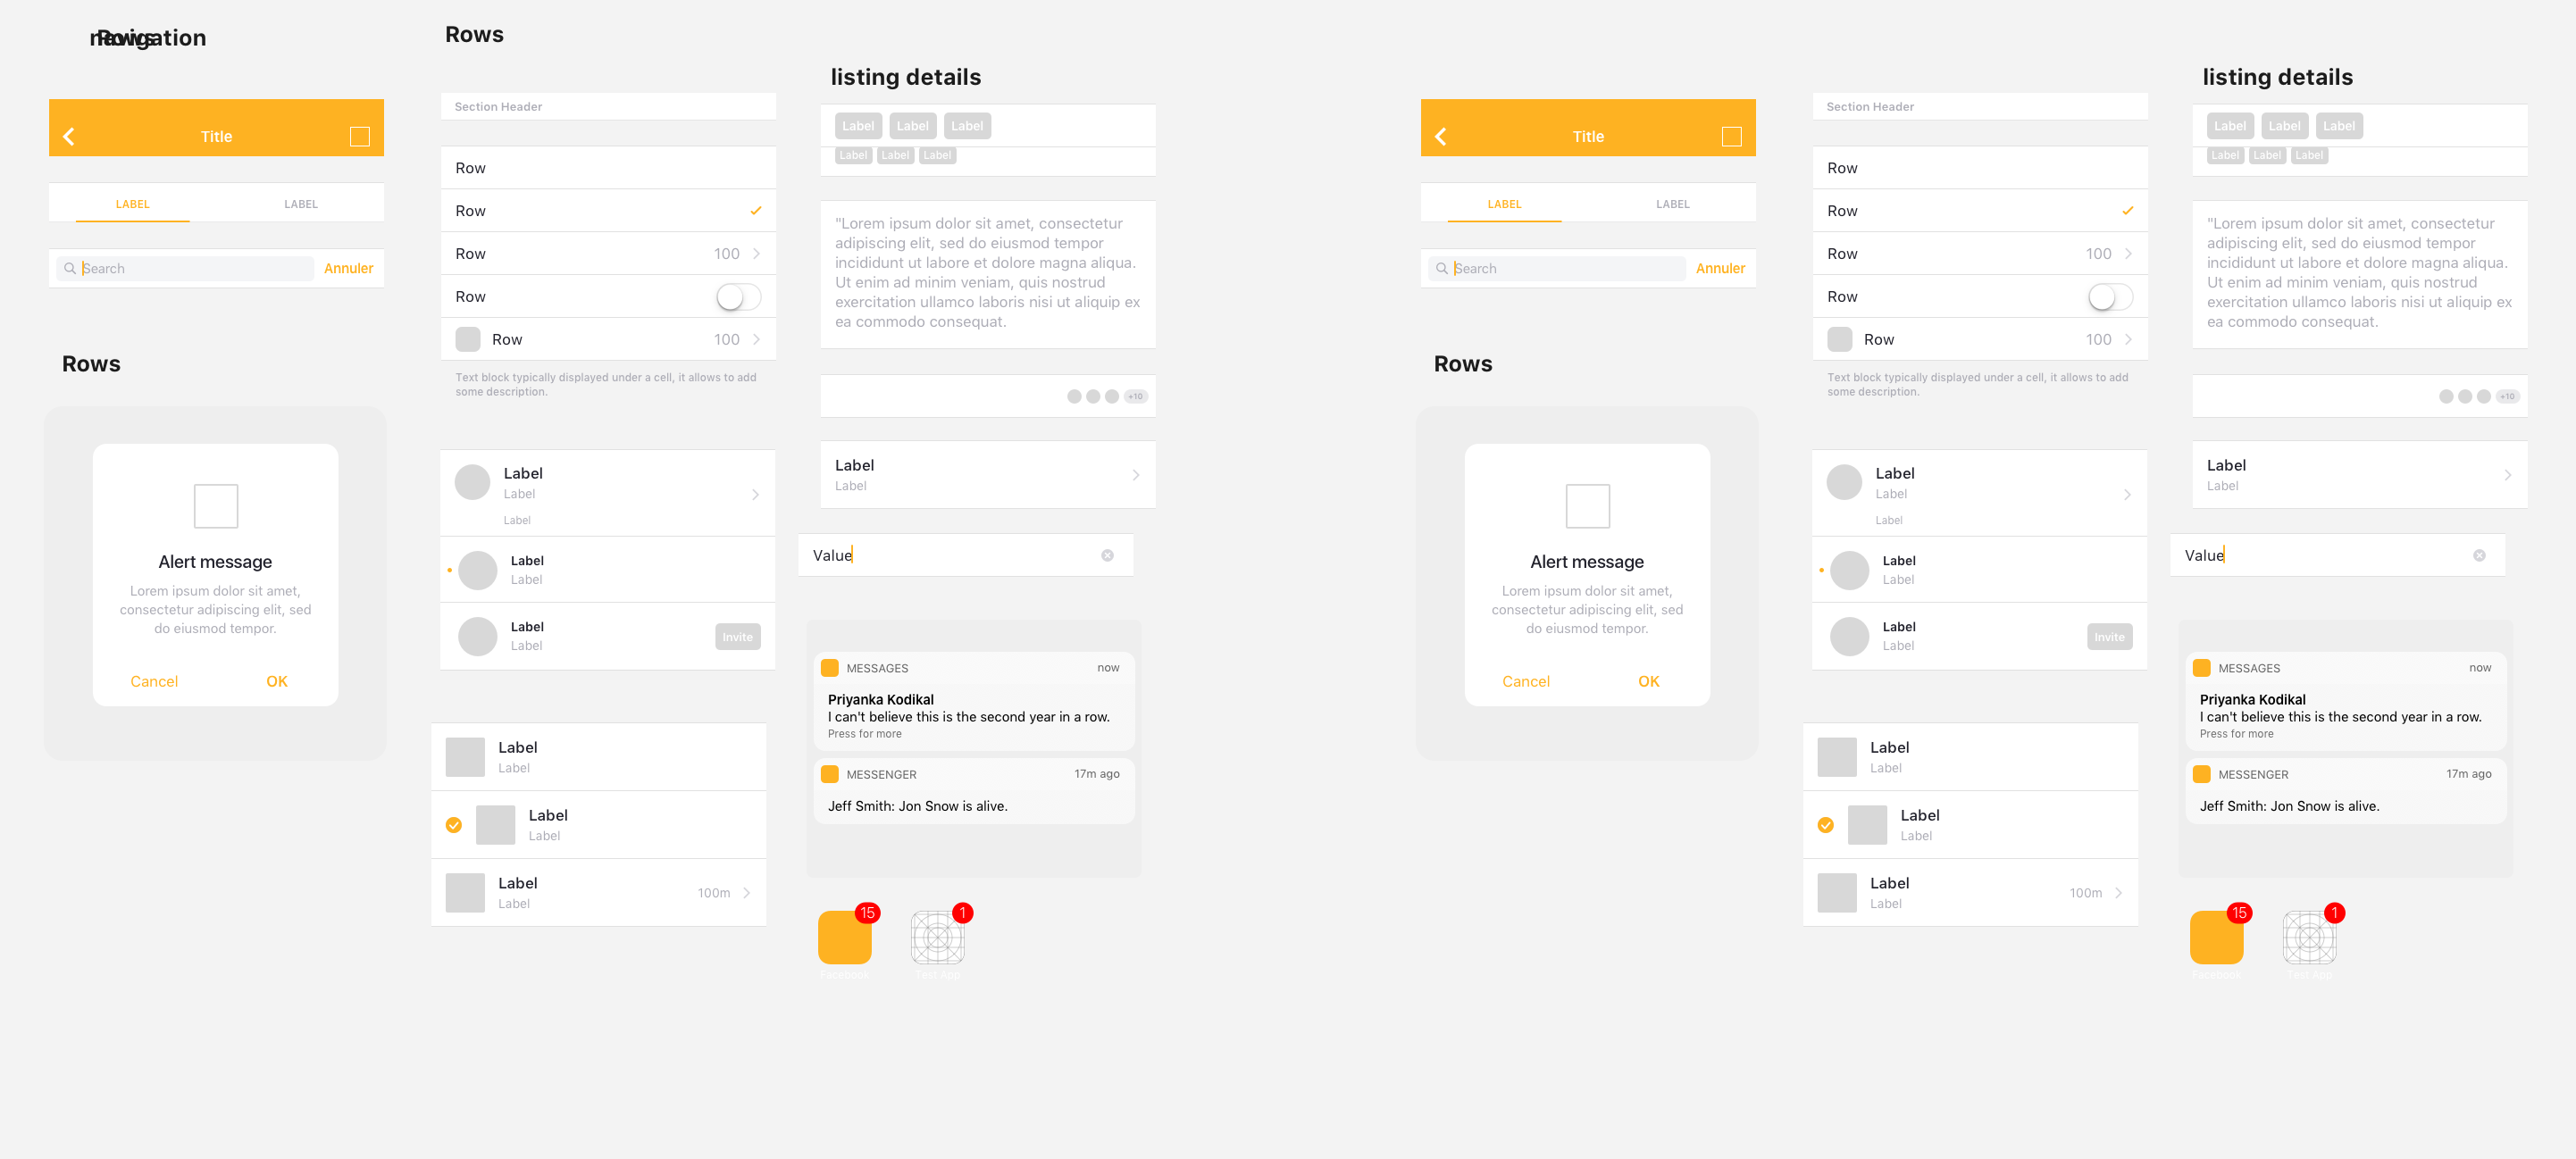 navigation
Rows
Title
LABEL LABEL
Search Annuler
Rows
Alert message
Lorem ipsum dolor sit amet,
consectetur adipiscing elit, sed
do eiusmod tempor.
Cancel OK
Rows
Section Header
Row
Row
Row 100
Row
Row 100
Text block typically displayed under a cell, it allows to add
some description.
Label
Label
Label
Label
Label
Label
Label
Invite
Label
Label
Label
Label
Label
Label
100m
listing details
Label Label Label
Label Label Label
"Lorem ipsum dolor sit amet, consectetur
adipiscing elit, sed do eiusmod tempor
incididunt ut labore et dolore magna aliqua.
Ut enim ad minim veniam, quis nostrud
exercitation ullamco laboris nisi ut aliquip ex
ea commodo consequat.
+10
Label
Label
Value
MESSAGES now
Priyanka Kodikal
I can't believe this is the second year in a row.
Press for more
MESSENGER 17m ago
Jeff Smith: Jon Snow is alive.
15 1
Facebook Test App
Title
LABEL LABEL
Search Annuler
Rows
Alert message
Lorem ipsum dolor sit amet,
consectetur adipiscing elit, sed
do eiusmod tempor.
Cancel OK
Section Header
Row
Row
Row 100
Row
Row 100
Text block typically displayed under a cell, it allows to add
some description.
Label
Label
Label
Label
Label
Label
Label
Invite
Label
Label
Label
Label
Label
Label
100m
listing details
Label Label Label
Label Label Label
"Lorem ipsum dolor sit amet, consectetur
adipiscing elit, sed do eiusmod tempor
incididunt ut labore et dolore magna aliqua.
Ut enim ad minim veniam, quis nostrud
exercitation ullamco laboris nisi ut aliquip ex
ea commodo consequat.
+10
Label
Label
Value
MESSAGES now
Priyanka Kodikal
I can't believe this is the second year in a row.
Press for more
MESSENGER 17m ago
Jeff Smith: Jon Snow is alive.
15 1
Facebook Test App